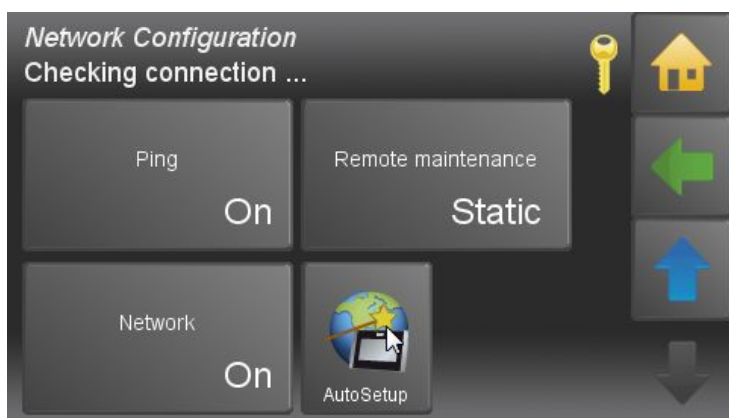 Network Configuration
Checking connection ...
Ping
On
Remote maintenance
Static
Network
On
AutoSetup